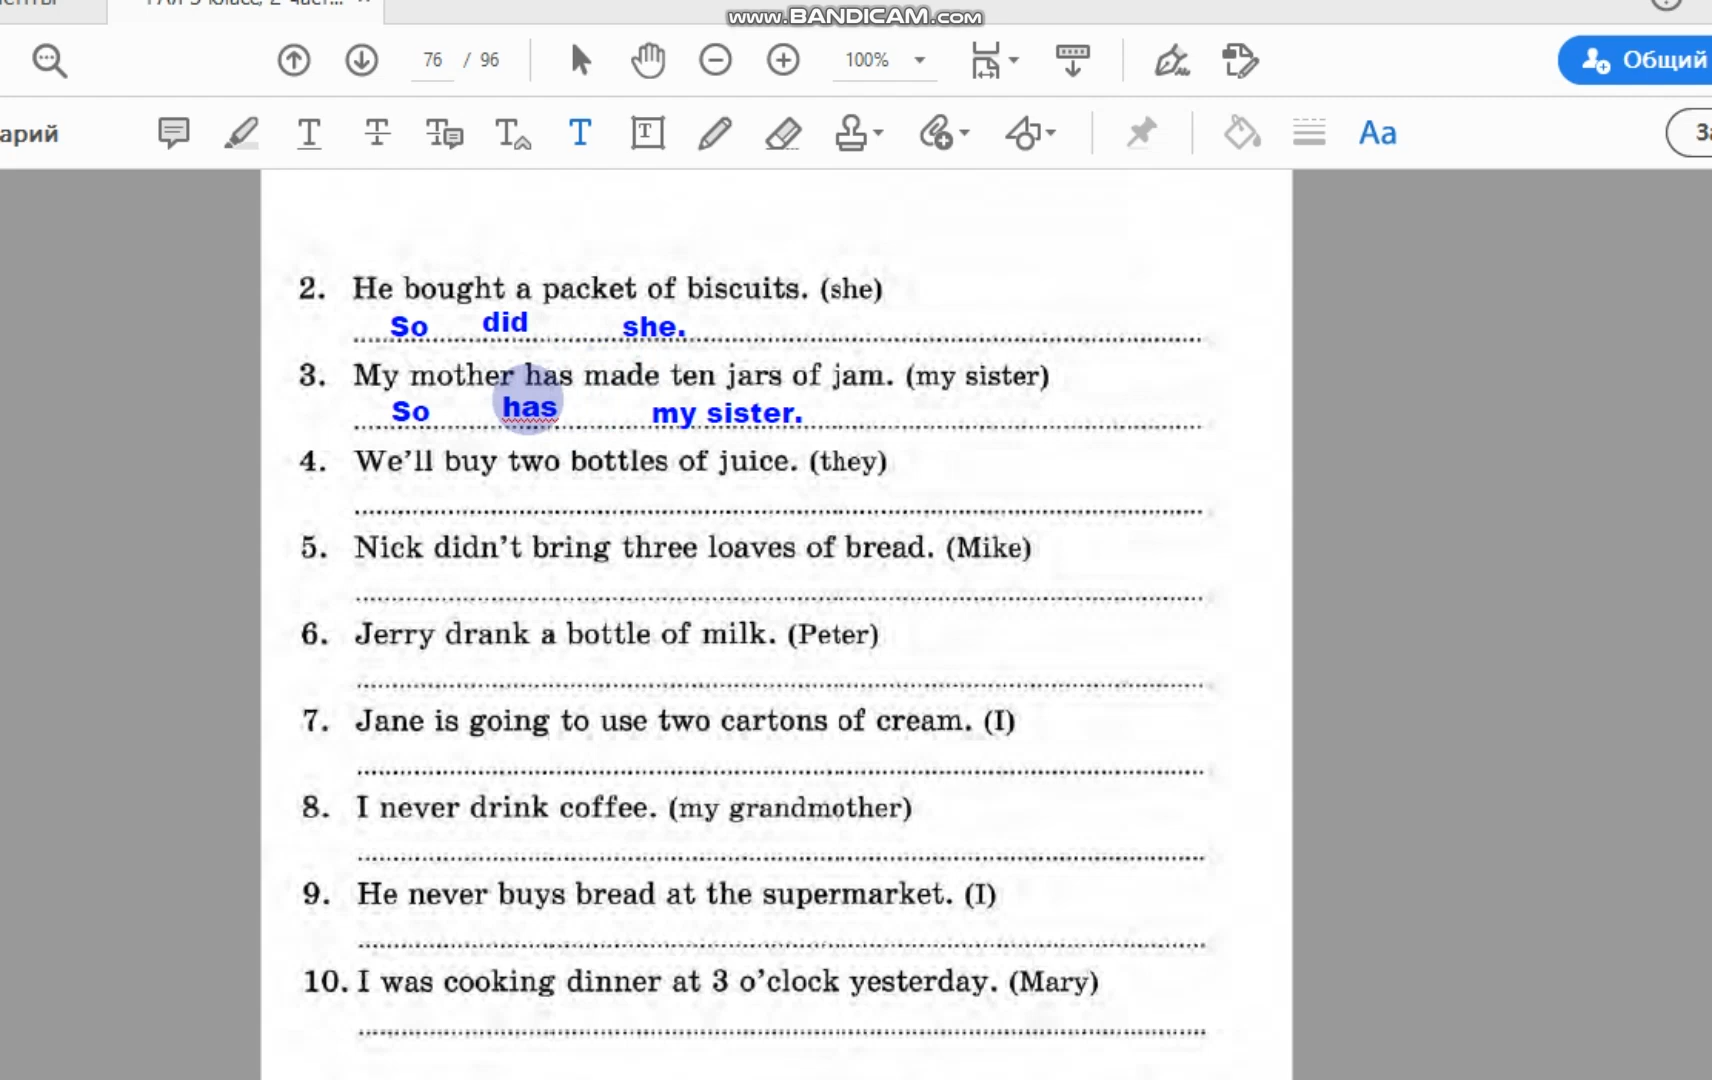 www.BANDICAM.com
76 / 96
100%
Общий
арий
Aa
2. He bought a packet of biscuits. (she)
So did she.
3. My mother has made ten jars of jam. (my sister)
So has my sister.
4. We'll buy two bottles of juice. (they)
5. Nick didn't bring three loaves of bread. (Mike)
6. Jerry drank a bottle of milk. (Peter)
7. Jane is going to use two cartons of cream. (I)
8. I never drink coffee. (my grandmother)
9. He never buys bread at the supermarket. (I)
10. I was cooking dinner at 3 o'clock yesterday. (Mary)